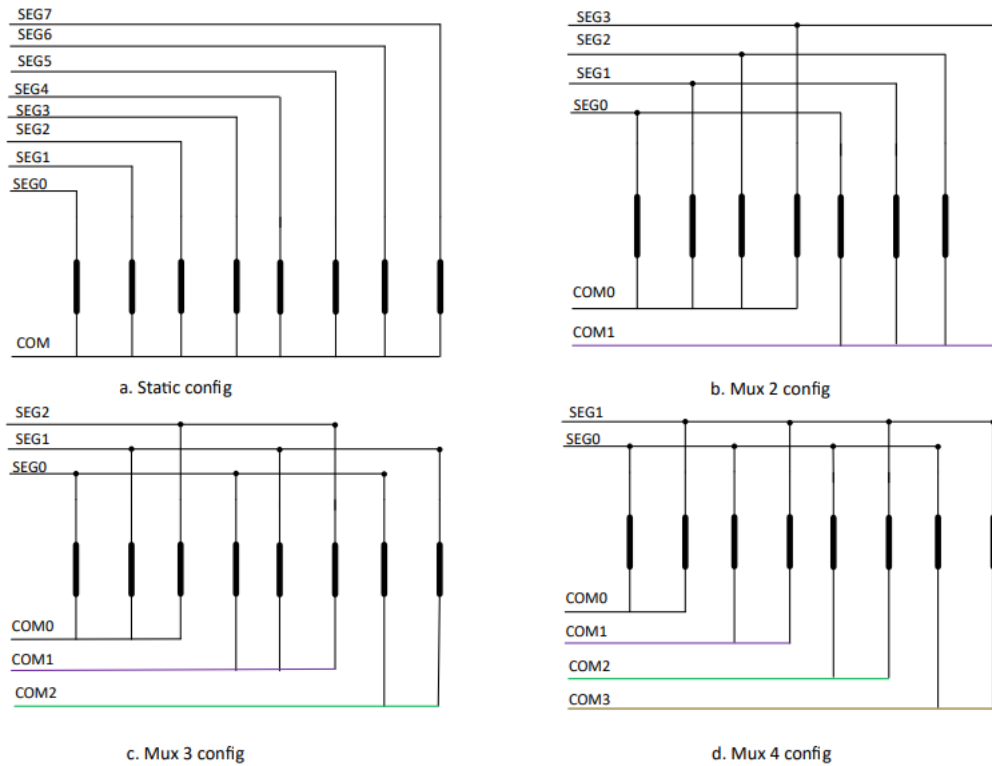 SEG7
SEG6
SEG5
SEG4
SEG3
SEG2
SEG1
SEG0
COM
a. Static config
SEG3
SEG2
SEG1
SEG0
COM0
COM1
b. Mux 2 config
SEG2
SEG1
SEG0
COM0
COM1
COM2
c. Mux 3 config
SEG1
SEG0
COM0
COM1
COM2
COM3
d. Mux 4 config